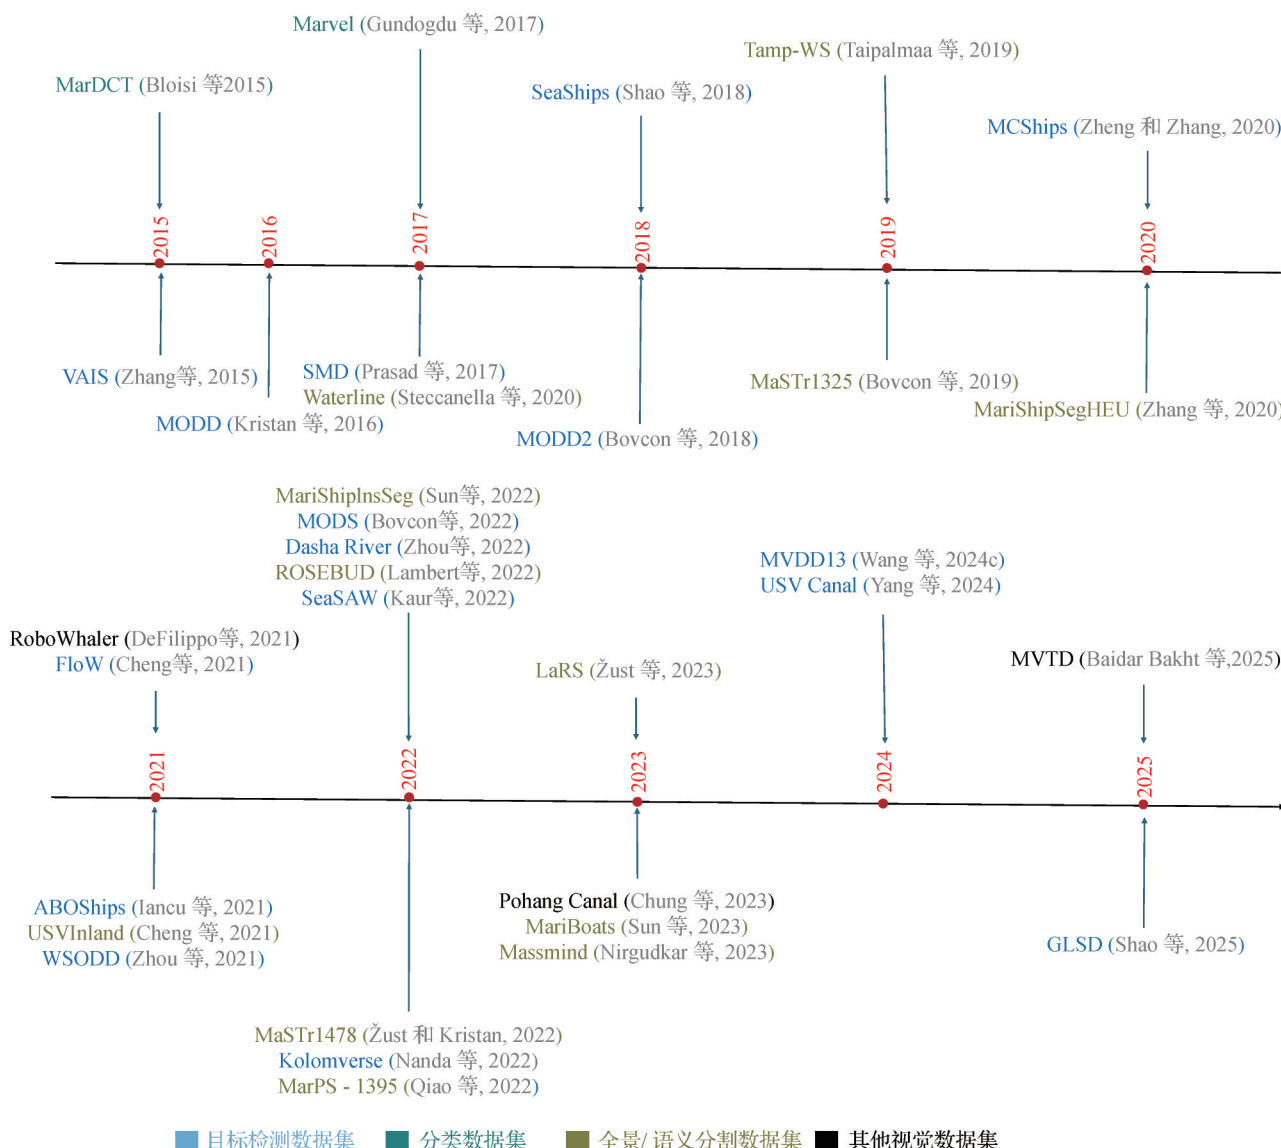 Marvel (Gundogdu 等, 2017)
Tamp-WS (Taipalmaa 等, 2019)
MarDCT (Bloisi 等2015)
SeaShips (Shao 等, 2018)
MCShips (Zheng 和 Zhang, 2020)
2015
2016
2017
2018
2019
2020
VAIS (Zhang等, 2015)
MODD (Kristan 等, 2016)
SMD (Prasad 等, 2017)
Waterline (Steccanella 等, 2020)
MODD2 (Bovcon 等, 2018)
MaSTr1325 (Bovcon 等, 2019)
MariShipSegHEU (Zhang 等, 2020)
MariShipInsSeg (Sun等, 2022)
MODS (Bovcon等, 2022)
Dasha River (Zhou等, 2022)
ROSEBUD (Lambert等, 2022)
SeaSAW (Kaur等, 2022)
MVDD13 (Wang 等, 2024c)
USV Canal (Yang 等, 2024)
RoboWhaler (DeFilippo等, 2021)
FloW (Cheng等, 2021)
LaRS (Žust 等, 2023)
MVTD (Baidar Bakht 等,2025)
2021
2022
2023
2024
2025
ABOShips (Iancu 等, 2021)
USVInland (Cheng 等, 2021)
WSODD (Zhou 等, 2021)
Pohang Canal (Chung 等, 2023)
MariBoats (Sun 等, 2023)
Massmind (Nirgudkar 等, 2023)
GLSD (Shao 等, 2025)
MaSTr1478 (Žust 和 Kristan, 2022)
Kolomverse (Nanda 等, 2022)
MarPS - 1395 (Qiao 等, 2022)
目标检测数据集 分类数据集 全景/ 语义分割数据集 其他视觉数据集